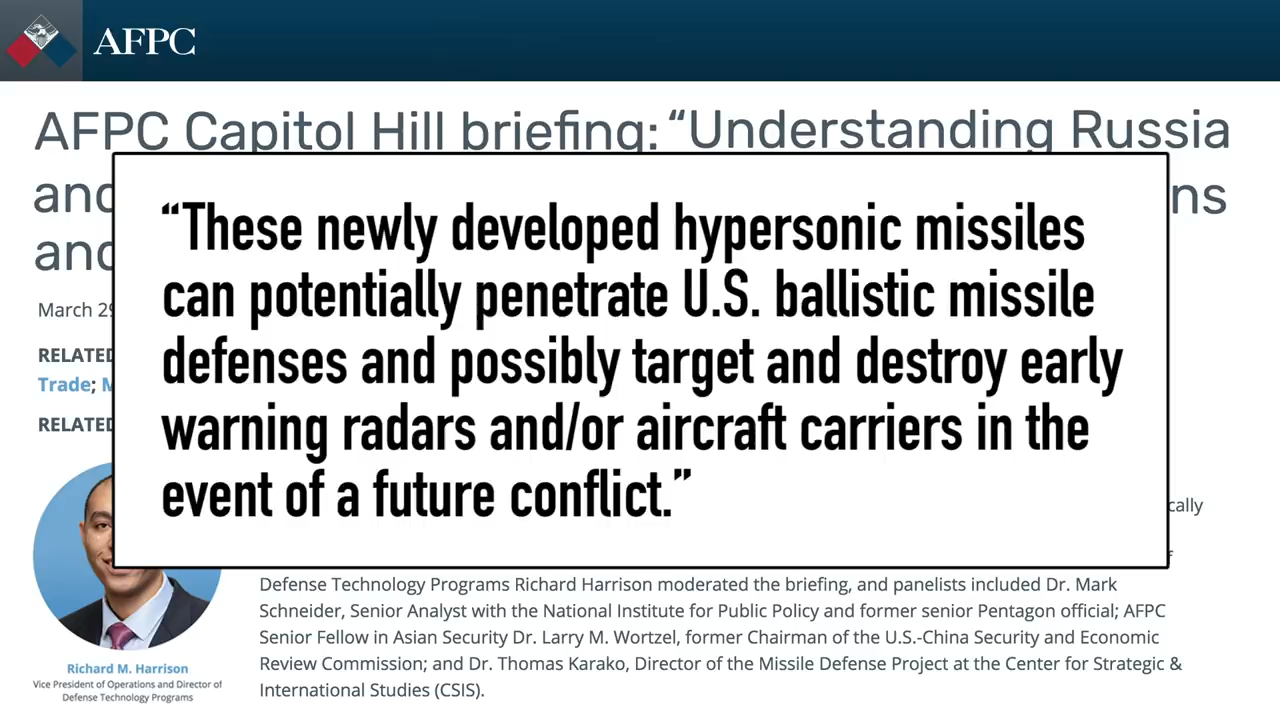 AFPC
AFPC Capitol Hill briefing: “Understanding Russia
and
and
March 29
RELATED
Trade;
RELATED
“These newly developed hypersonic missiles
can potentially penetrate U.S. ballistic missile
defenses and possibly target and destroy early
warning radars and/or aircraft carriers in the
event of a future conflict.”
Defense Technology Programs Richard Harrison moderated the briefing, and panelists included Dr. Mark
Schneider, Senior Analyst with the National Institute for Public Policy and former senior Pentagon official; AFPC
Senior Fellow in Asian Security Dr. Larry M. Wortzel, former Chairman of the U.S.-China Security and Economic
Review Commission; and Dr. Thomas Karako, Director of the Missile Defense Project at the Center for Strategic &
International Studies (CSIS).
Richard M. Harrison
Vice President of Operations and Director of
Defense Technology Programs